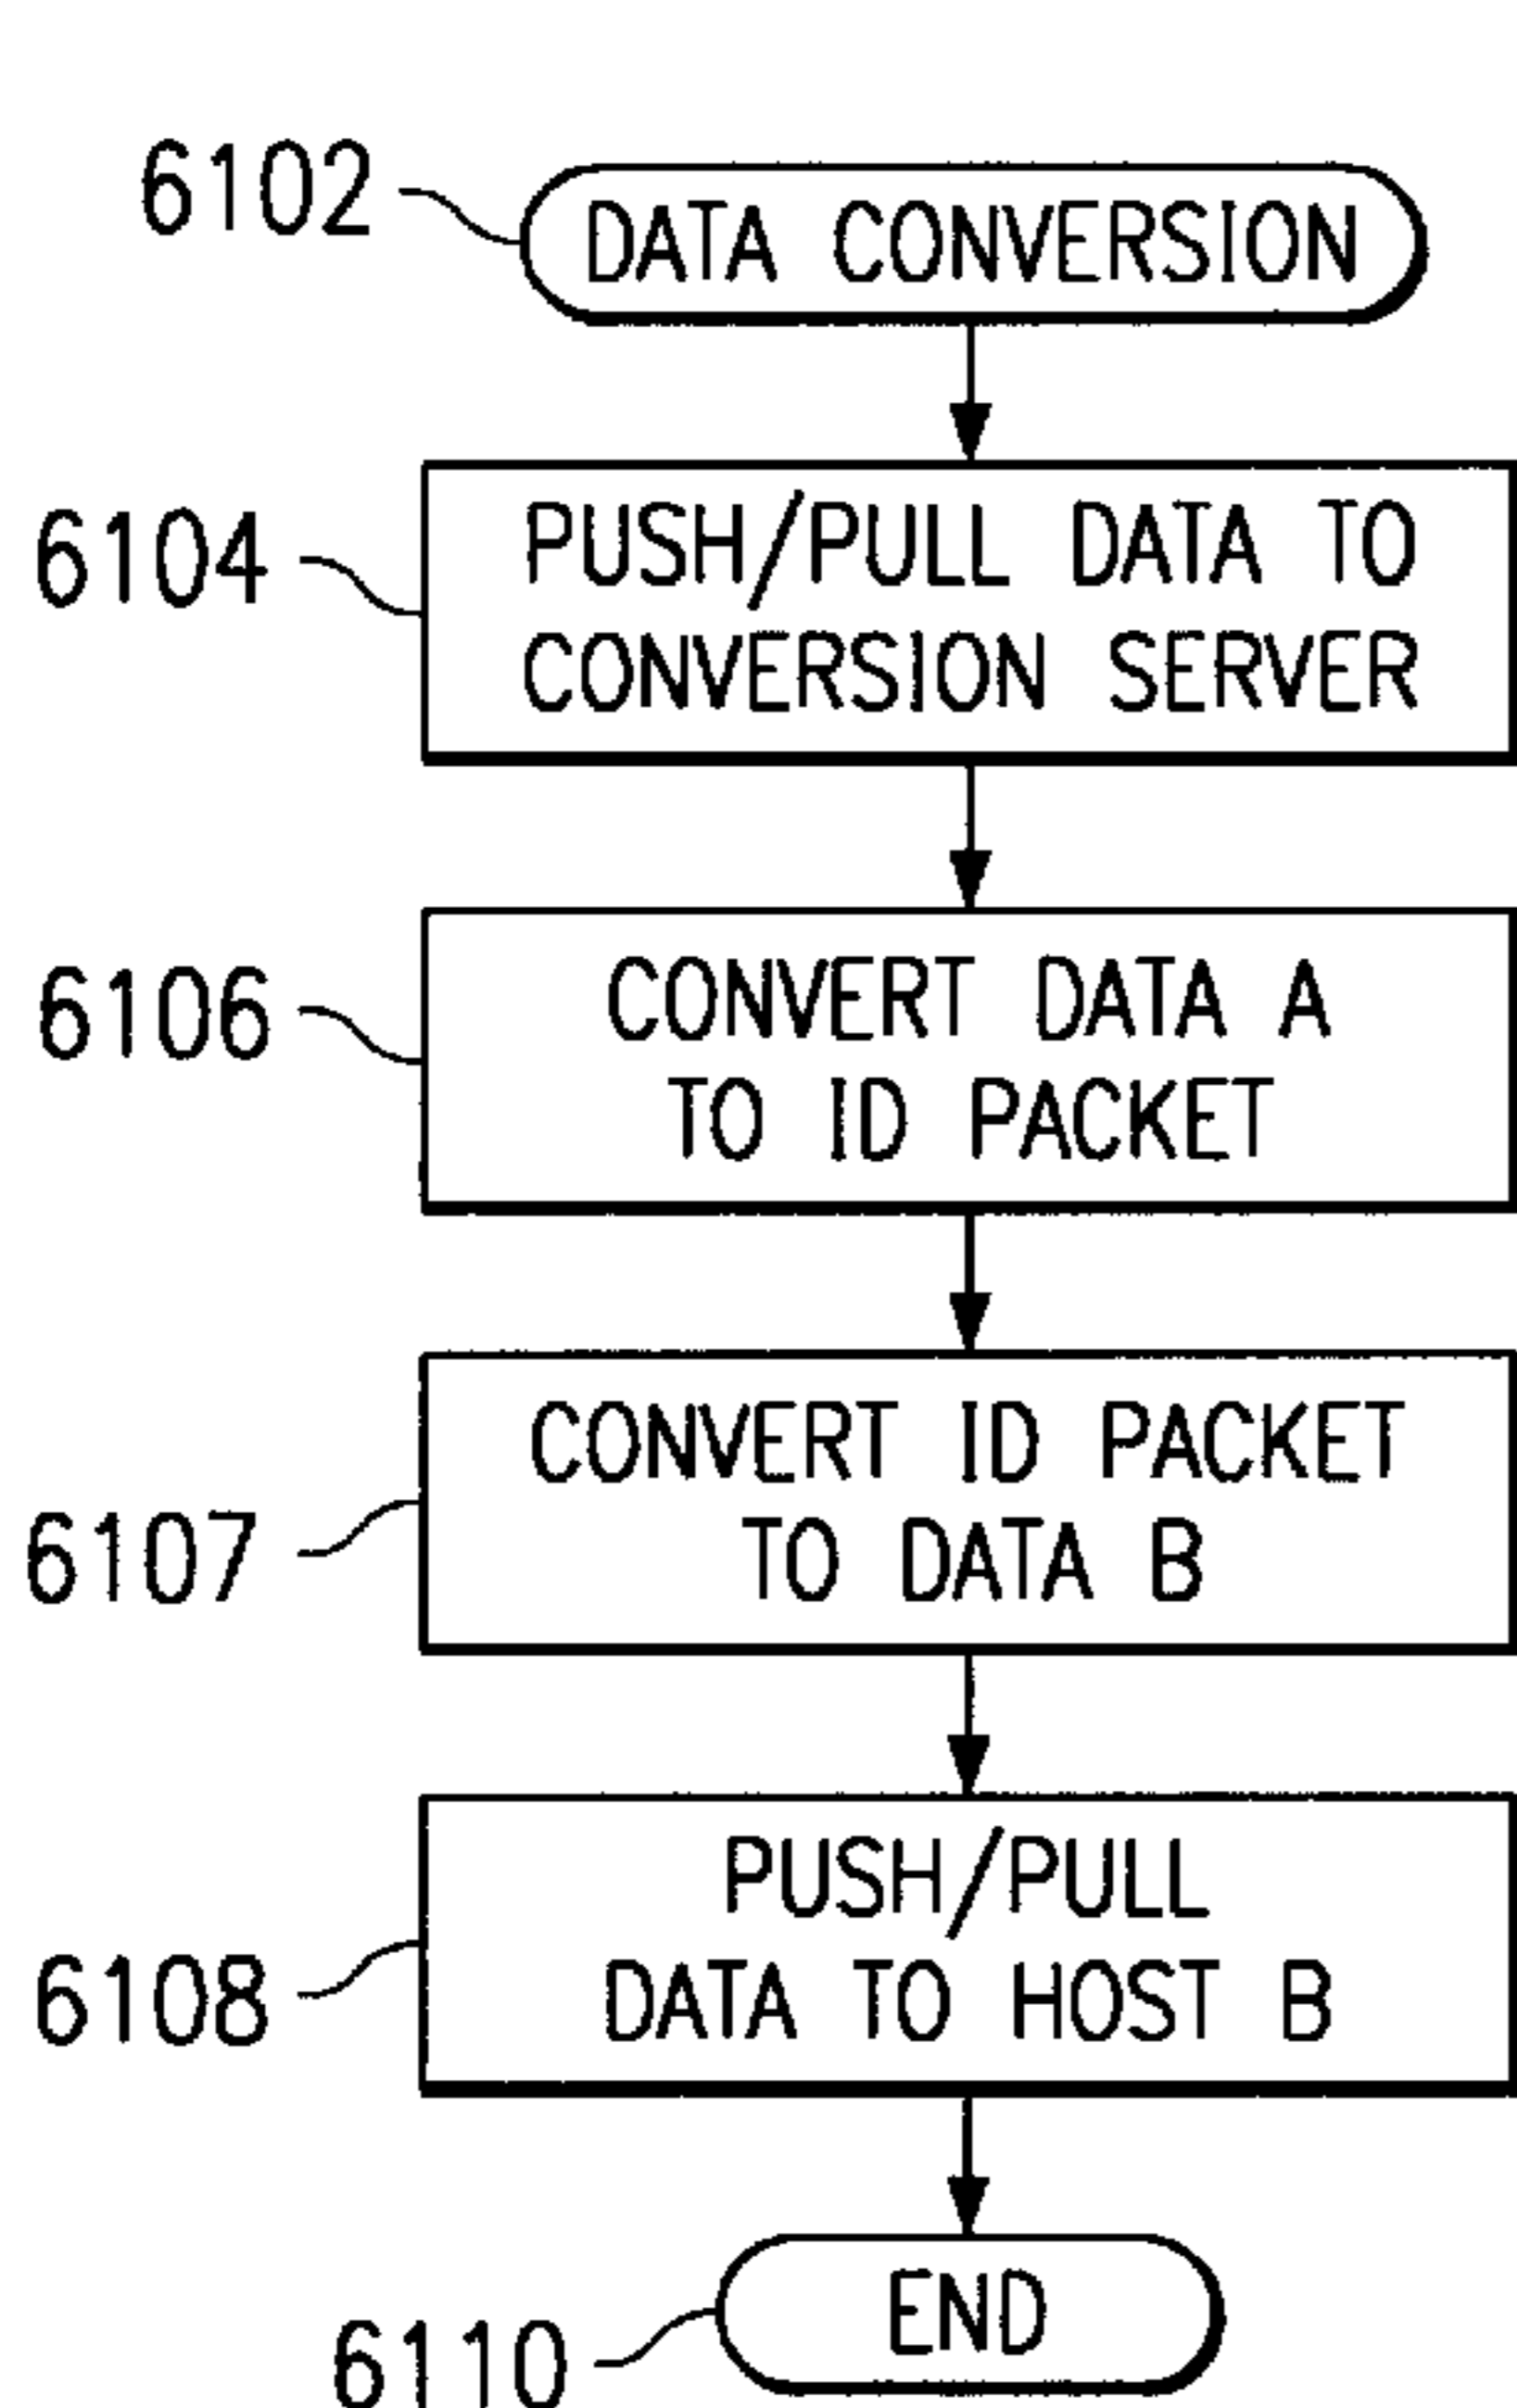 6102
DATA CONVERSION
6104
PUSH/PULL DATA TO
CONVERSION SERVER
6106
CONVERT DATA A
TO ID PACKET
6107
CONVERT ID PACKET
TO DATA B
6108
PUSH/PULL
DATA TO HOST B
6110
END